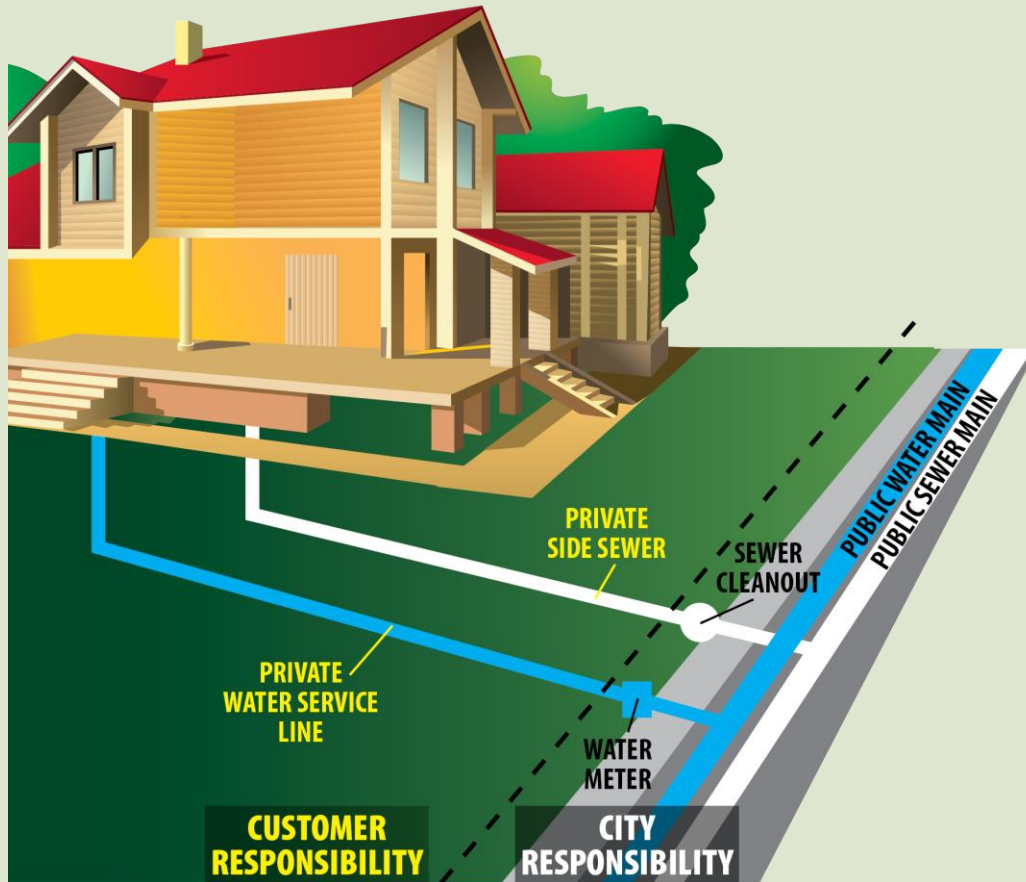 PUBLIC WATER MAIN
PUBLIC SEWER MAIN
PRIVATE
SIDE SEWER
SEWER
CLEANOUT
PRIVATE
WATER SERVICE
LINE
WATER
METER
CUSTOMER
RESPONSIBILITY
CITY
RESPONSIBILITY